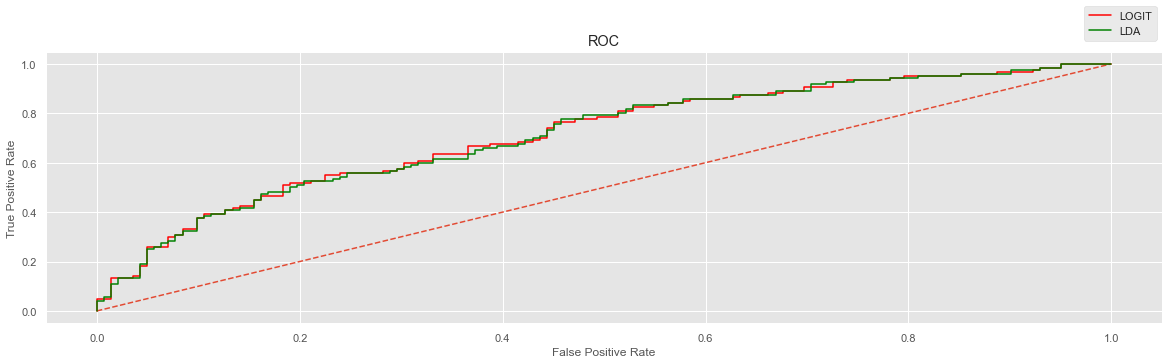 LOGIT
LDA
ROC
1.0
0.8
0.6
0.4
0.2
0.0
True Positive Rate
0.0 0.2 0.4 0.6 0.8 1.0
False Positive Rate